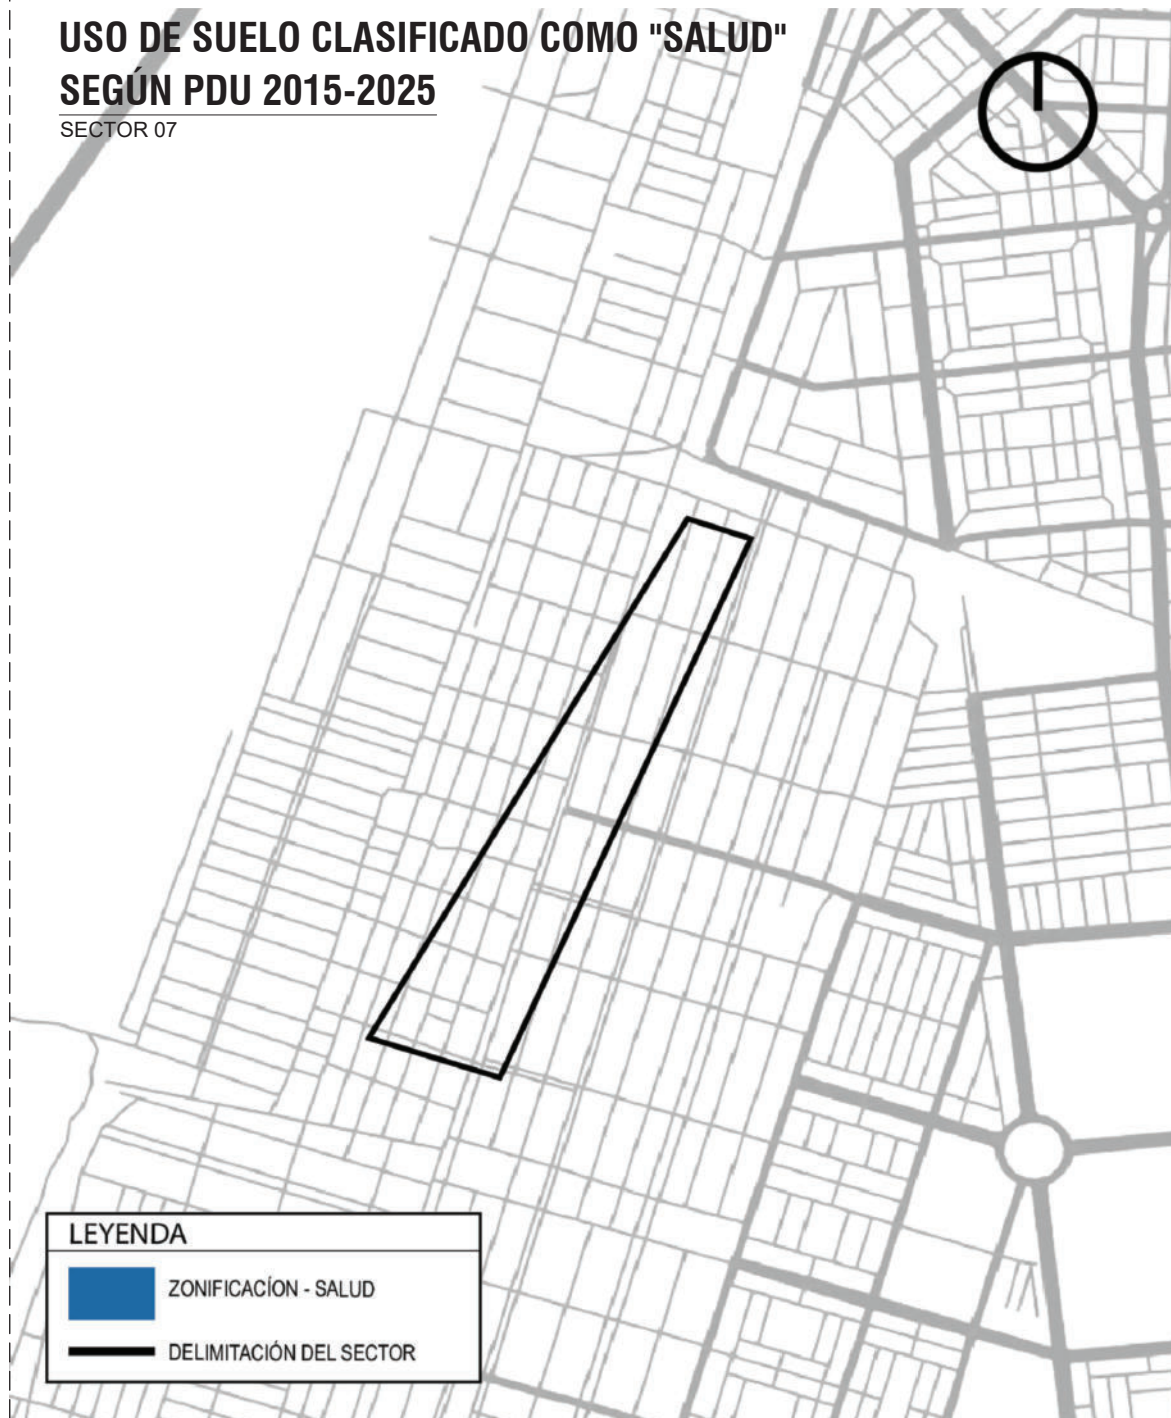 USO DE SUELO CLASIFICADO COMO "SALUD"
SEGÚN PDU 2015-2025
SECTOR 07
LEYENDA
ZONIFICACÍON - SALUD
DELIMITACIÓN DEL SECTOR